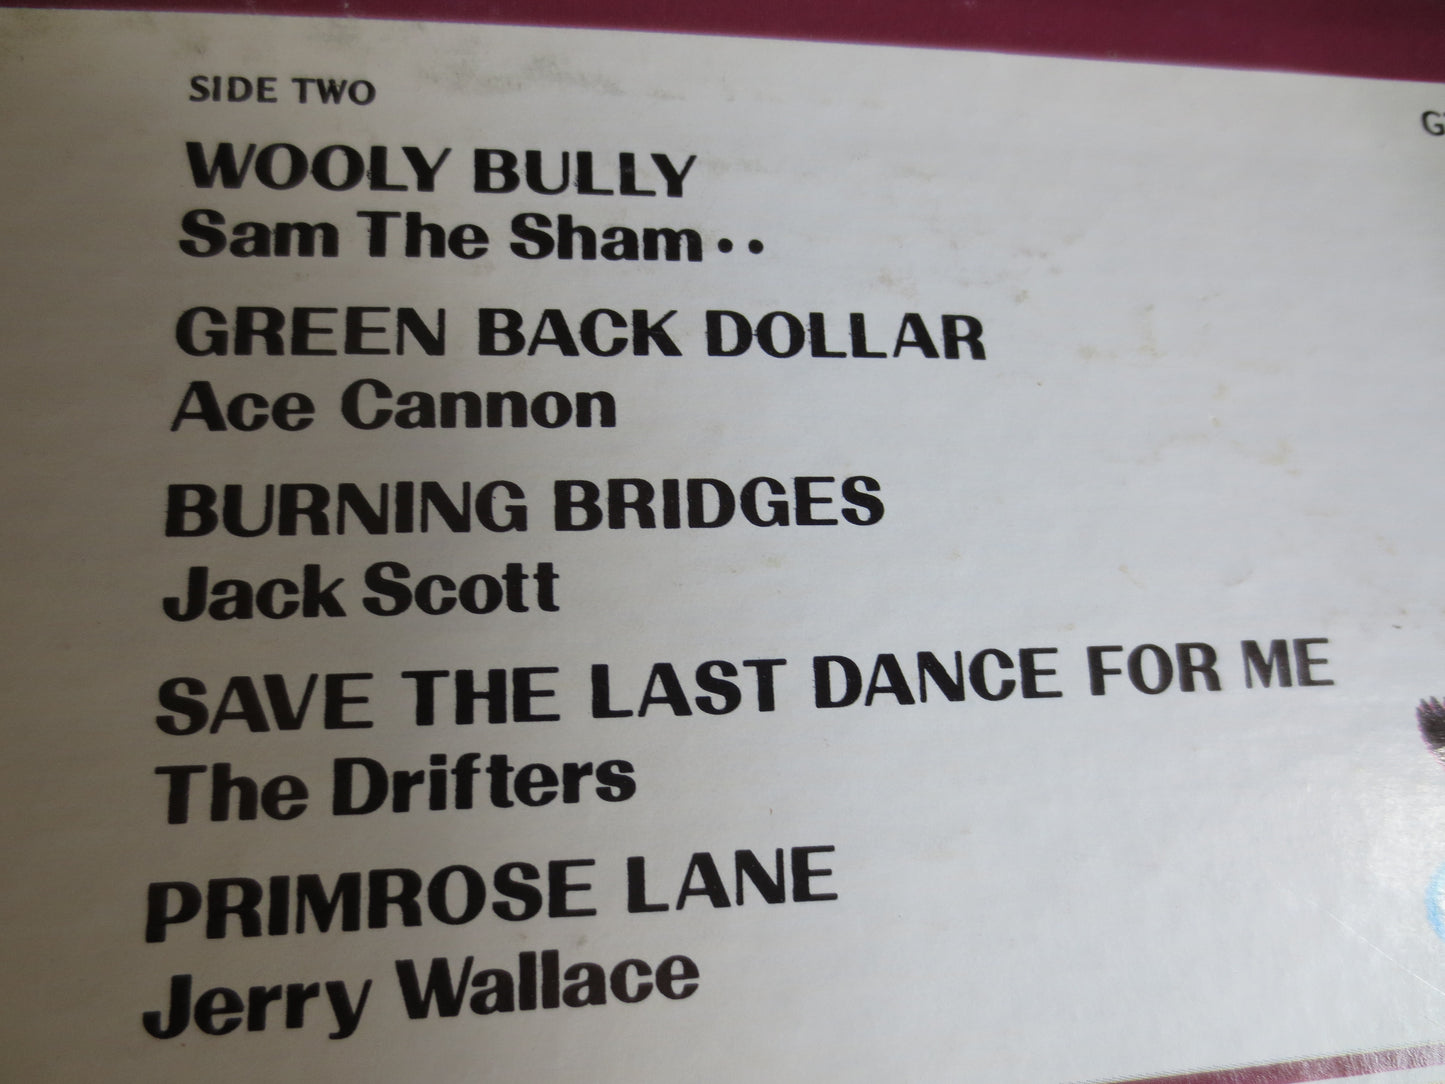 SIDE TWO
WOOLY BULLY
Sam The Sham••
GREEN BACK DOLLAR
Ace Cannon
BURNING BRIDGES
Jack Scott
SAVE THE LAST DANCE FOR ME
The Drifters
PRIMROSE LANE
Jerry Wallace